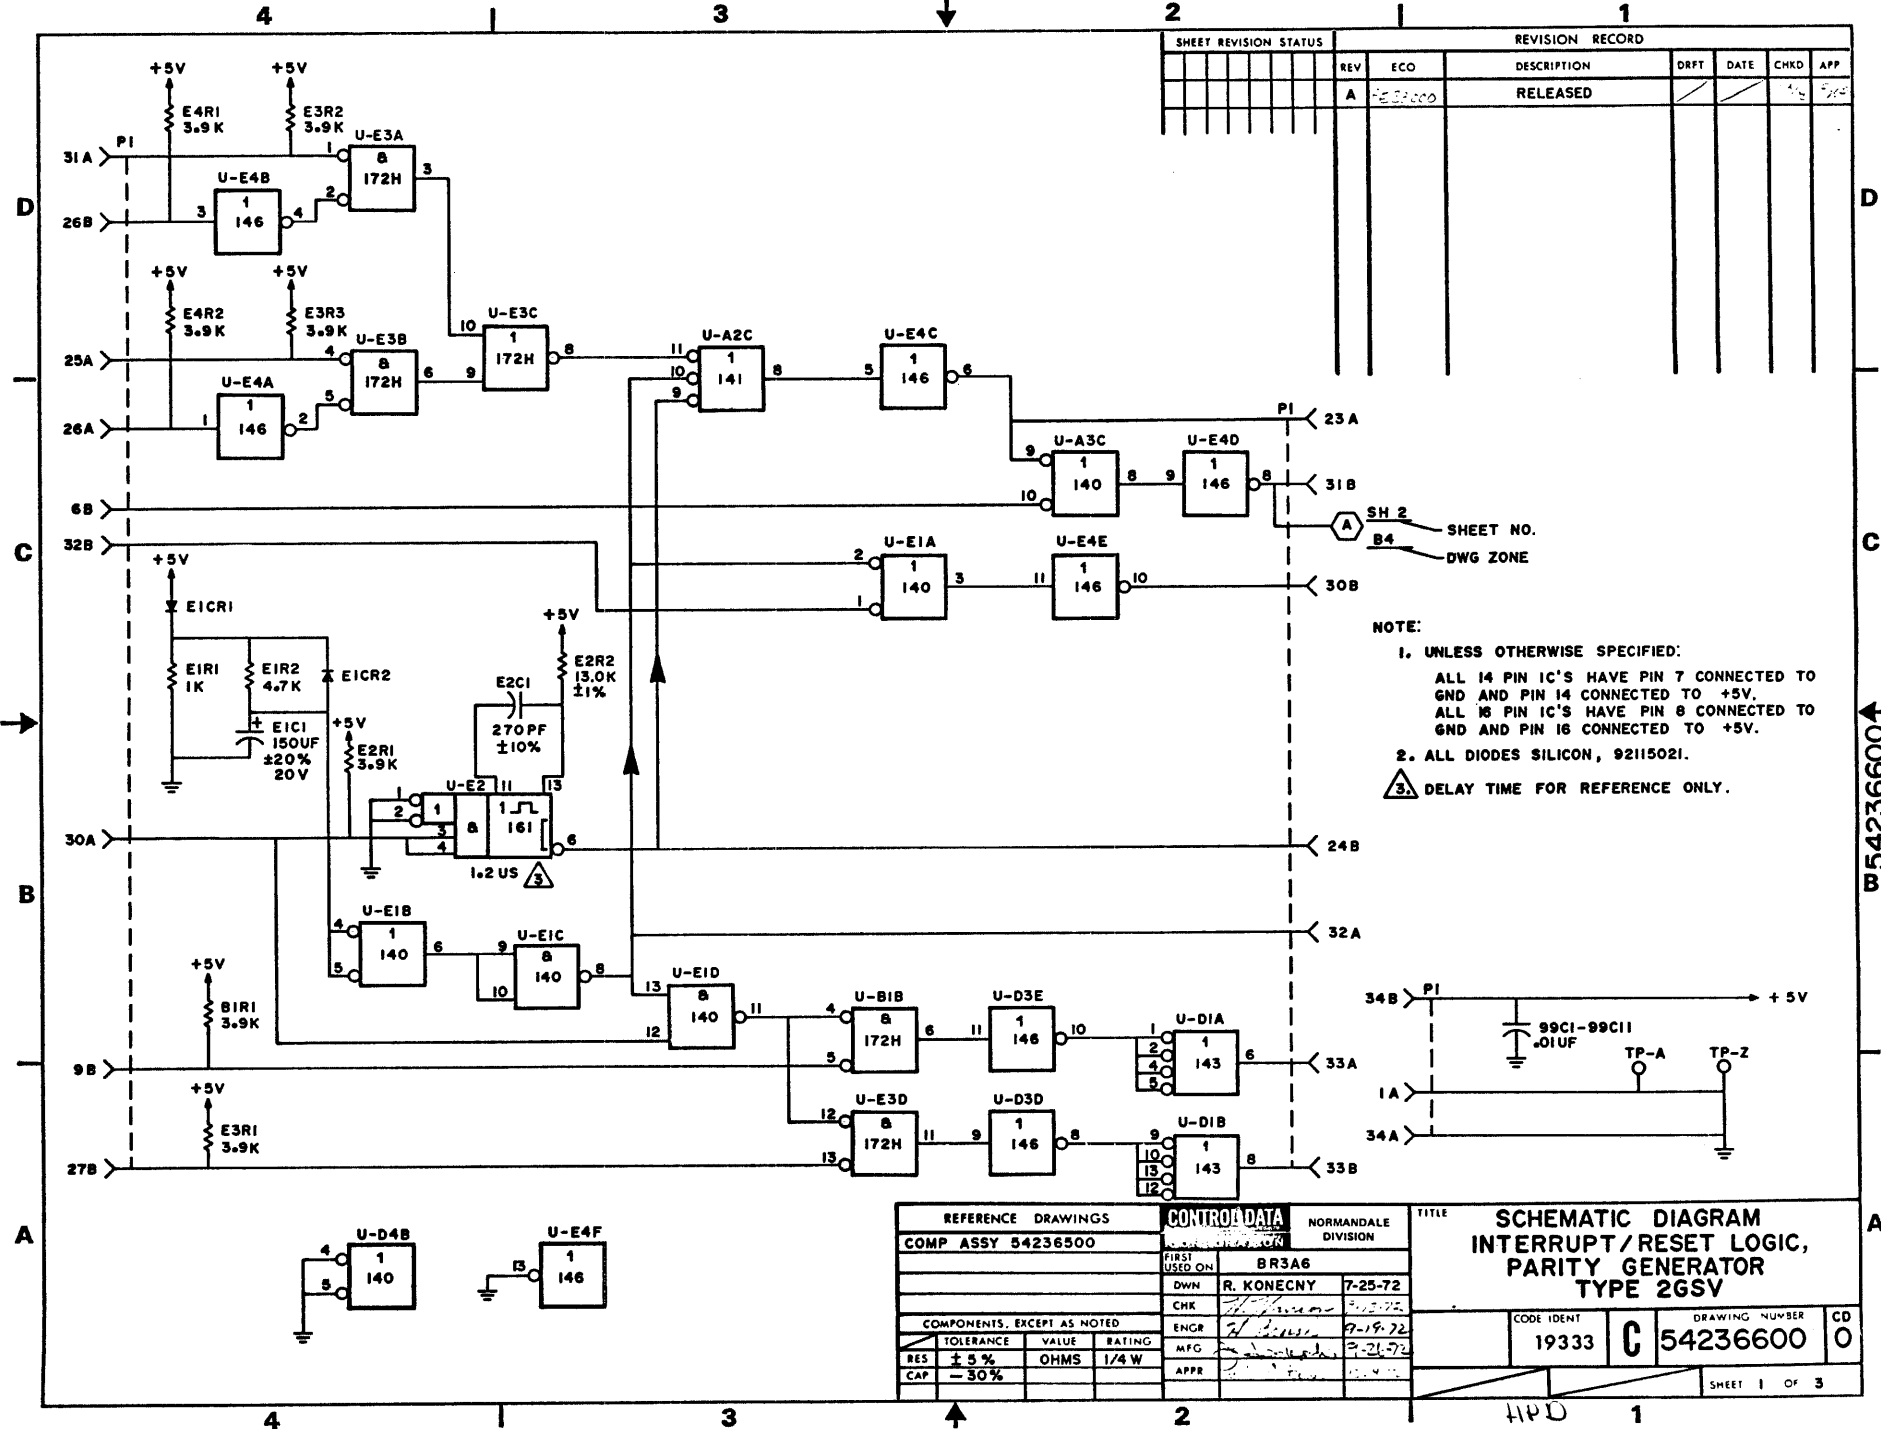 4 3 2 1
SHEET REVISION STATUS
REVISION RECORD
REV ECO DESCRIPTION DRFT DATE CHKD APP
A RELEASED
+5V +5V
E4R1 3.9K
E3R2 3.9K
U-E3A
31A P1 1 & 172H 3
U-E4B
2
D
26B 3 1 146 4
D
+5V +5V
E4R2 3.9K
E3R3 3.9K
U-E3B
25A 4 & 172H 6
U-E4A
5
26A 1 1 146 2
U-E3C
10 9 1 172H 8
U-A2C
11 10 9 1 141 8
U-E4C
5 1 146 6
P1 23A
U-A3C
9 10 1 140 8
U-E4D
9 1 146 8
31B
6B
A SH 2 SHEET NO.
B4 DWG ZONE
C
32B
C
U-E1A
2 1 1 140 3
U-E4E
11 1 146 10
30B
+5V
E1CR1
E1R1 1K
E1R2 4.7K
E1CR2
+
E1C1
150UF
±20%
20V
+5V
E2R1
3.9K
+5V
E2R2
13.0K
±1%
E2C1
270PF
±10%
U-E2 11 13
1 2 3 4 1 & 1 161 6
1.2 US 3
30A
24B
NOTE:
1. UNLESS OTHERWISE SPECIFIED:
ALL 14 PIN IC'S HAVE PIN 7 CONNECTED TO
GND AND PIN 14 CONNECTED TO +5V.
ALL 16 PIN IC'S HAVE PIN 8 CONNECTED TO
GND AND PIN 16 CONNECTED TO +5V.
2. ALL DIODES SILICON, 92115021.
3. DELAY TIME FOR REFERENCE ONLY.
54236600
B
B
U-E1B
4 5 1 140 6
U-E1C
9 10 & 140 8
32A
U-E1D
13 12 & 140 11
+5V
B1R1
3.9K
9B
U-B1B
4 5 & 172H 6
U-D3E
11 1 146 10
U-D1A
1 2 4 5 1 143 6
33A
+5V
E3R1
3.9K
27B
U-E3D
12 13 & 172H 11
U-D3D
9 1 146 8
U-D1B
9 10 13 12 1 143 8
33B
34B P1 + 5V
99C1-99C11
.01UF
TP-A TP-Z
1A
34A
A
A
U-D4B
4 5 1 140
U-E4F
13 1 146
REFERENCE DRAWINGS
COMP ASSY 54236500
COMPONENTS, EXCEPT AS NOTED
TOLERANCE VALUE RATING
RES ± 5 % OHMS 1/4 W
CAP — 30%
CONTROL DATA
CORPORATION
NORMANDALE
DIVISION
FIRST
USED ON BR3A6
DWN R. KONECNY 7-25-72
CHK
ENGR 9-19-72
MFG 9-21-72
APPR
TITLE
SCHEMATIC DIAGRAM
INTERRUPT/RESET LOGIC,
PARITY GENERATOR
TYPE 2GSV
CODE IDENT
19333
C
DRAWING NUMBER
54236600
CD
0
SHEET 1 OF 3
4 3 2 1